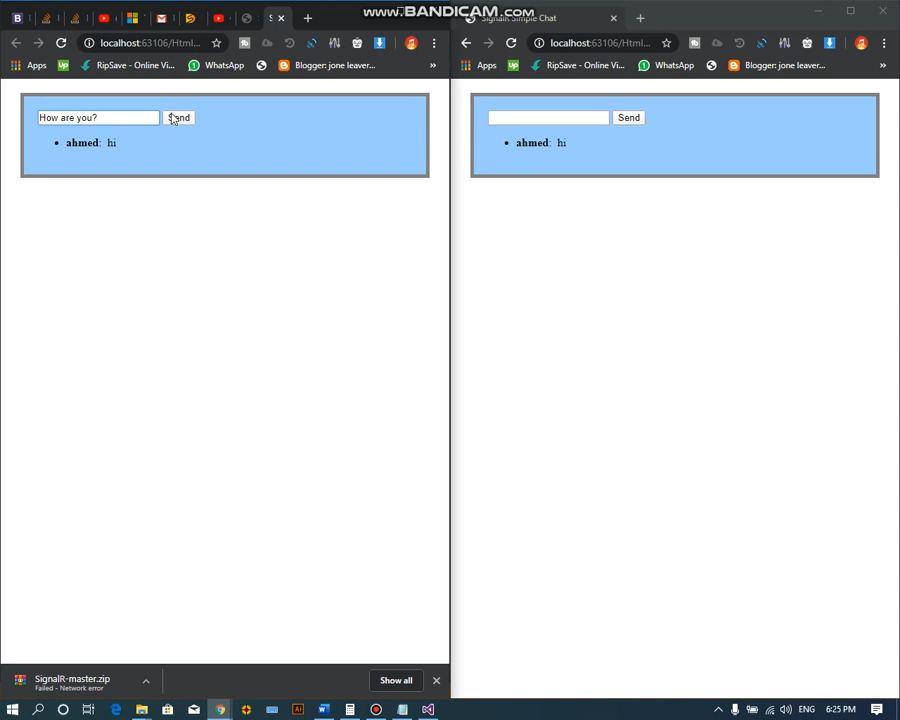 www.BANDICAM.com
S
SignalR Simple Chat
localhost:63106/Html...
localhost:63106/Html...
Apps
Up
RipSave - Online Vi...
WhatsApp
Blogger: jone leaver...
»
Apps
Up
RipSave - Online Vi...
WhatsApp
Blogger: jone leaver...
»
How are you?
Send
Send
• ahmed: hi
• ahmed: hi
SignalR-master.zip
Failed - Network error
Show all
ENG
6:25 PM